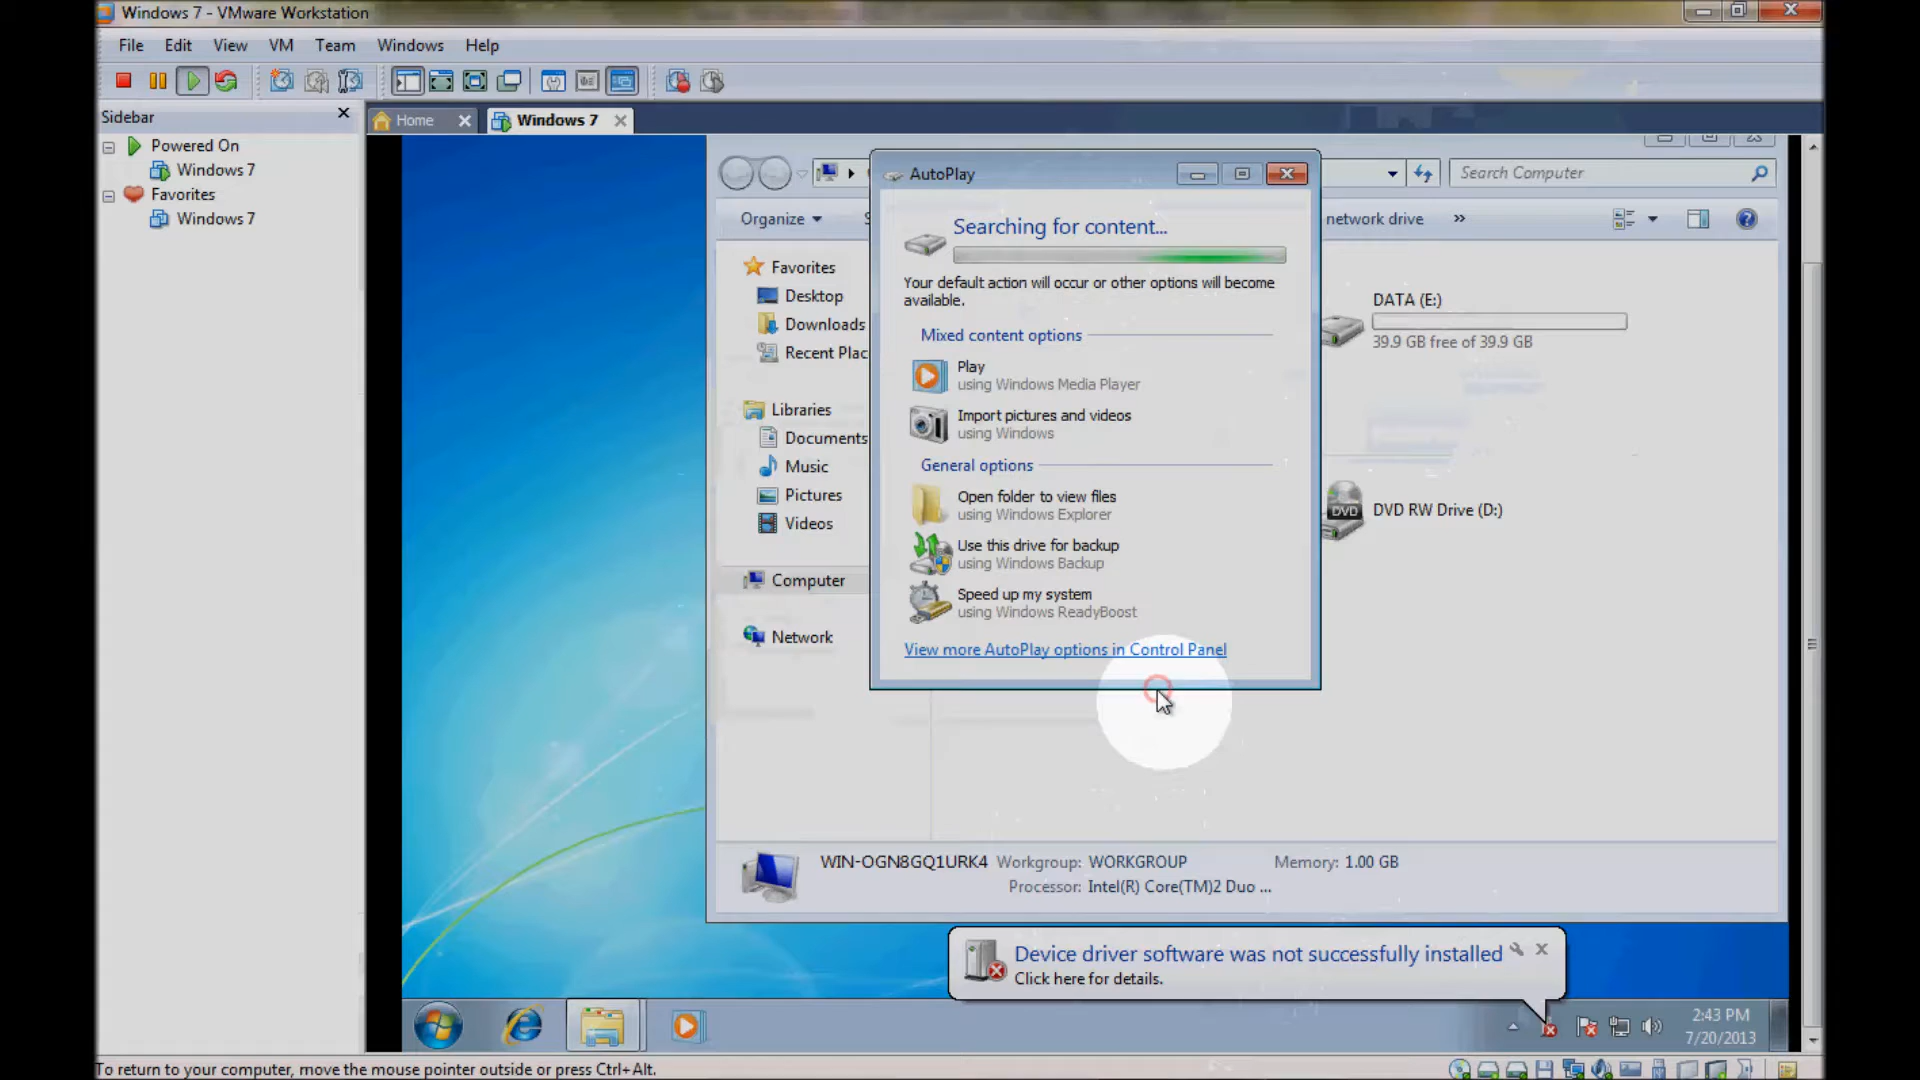 Windows 7 - VMware Workstation
File Edit View VM Team Windows Help
Sidebar
Home
Windows 7
Powered On
Windows 7
Favorites
Windows 7
AutoPlay
Search Computer
Organize
network drive
»
Searching for content...
Your default action will occur or other options will become
available.
Mixed content options
Play
using Windows Media Player
Import pictures and videos
using Windows
General options
Open folder to view files
using Windows Explorer
Use this drive for backup
using Windows Backup
Speed up my system
using Windows ReadyBoost
View more AutoPlay options in Control Panel
Favorites
Desktop
Downloads
Recent Plac
Libraries
Documents
Music
Pictures
Videos
Computer
Network
DATA (E:)
39.9 GB free of 39.9 GB
DVD
DVD RW Drive (D:)
WIN-OGN8GQ1URK4 Workgroup: WORKGROUP Memory: 1.00 GB
Processor: Intel(R) Core(TM)2 Duo ...
Device driver software was not successfully installed
Click here for details.
2:43 PM
7/20/2013
To return to your computer, move the mouse pointer outside or press Ctrl+Alt.